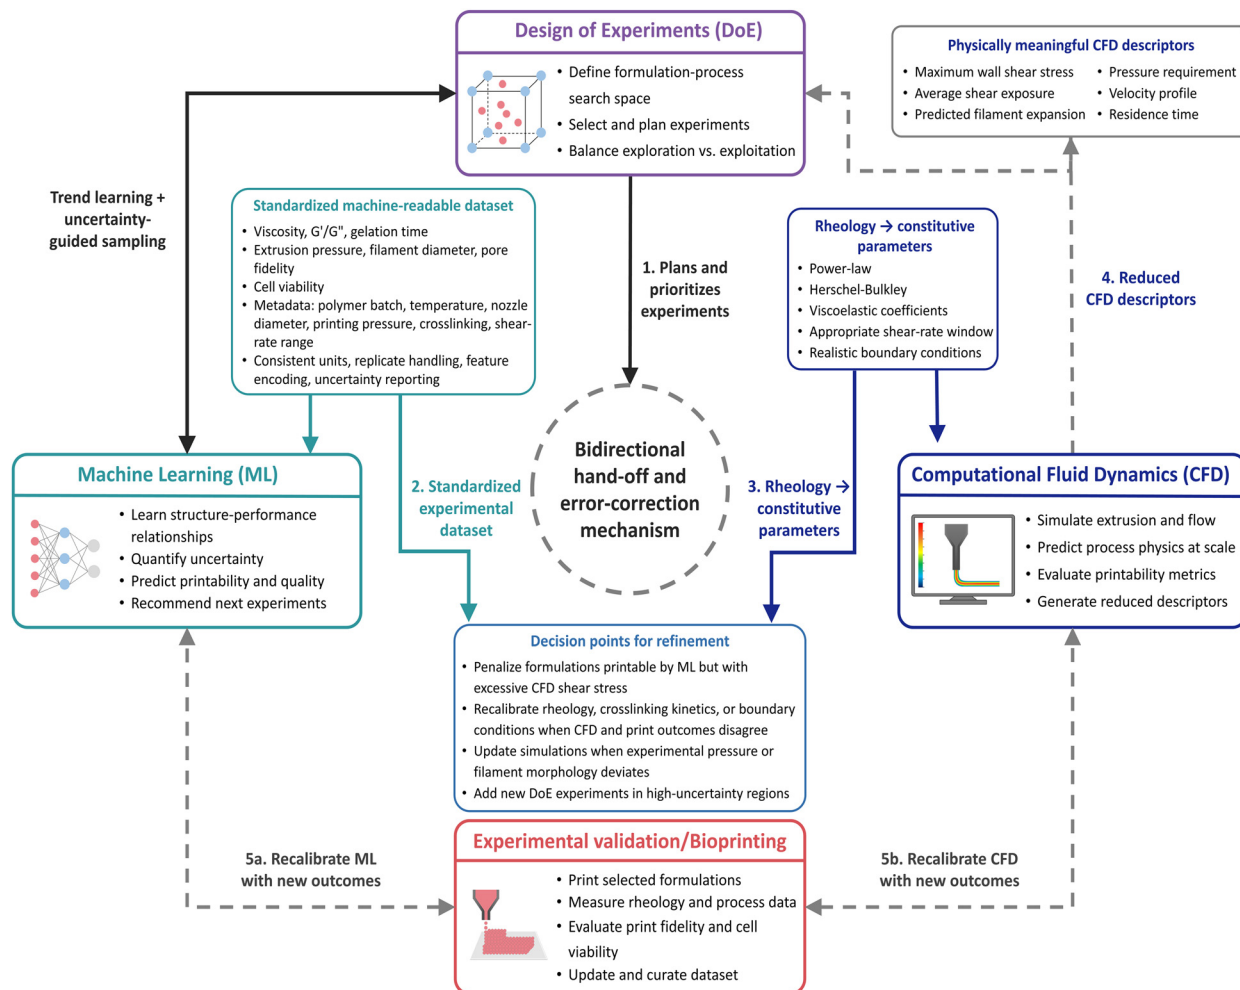 Design of Experiments (DoE)
• Define formulation-process
search space
• Select and plan experiments
• Balance exploration vs. exploitation
Physically meaningful CFD descriptors
• Maximum wall shear stress
• Average shear exposure
• Predicted filament expansion
• Pressure requirement
• Velocity profile
• Residence time
Trend learning +
uncertainty-
guided sampling
Standardized machine-readable dataset
• Viscosity, G'/G", gelation time
• Extrusion pressure, filament diameter, pore
fidelity
• Cell viability
• Metadata: polymer batch, temperature, nozzle
diameter, printing pressure, crosslinking, shear-
rate range
• Consistent units, replicate handling, feature
encoding, uncertainty reporting
1. Plans and
prioritizes
experiments
Rheology → constitutive
parameters
• Power-law
• Herschel-Bulkley
• Viscoelastic coefficients
• Appropriate shear-rate window
• Realistic boundary conditions
4. Reduced
CFD descriptors
Machine Learning (ML)
• Learn structure-performance
relationships
• Quantify uncertainty
• Predict printability and quality
• Recommend next experiments
2. Standardized
experimental
dataset
Bidirectional
hand-off and
error-correction
mechanism
3. Rheology →
constitutive
parameters
Computational Fluid Dynamics (CFD)
• Simulate extrusion and flow
• Predict process physics at scale
• Evaluate printability metrics
• Generate reduced descriptors
Decision points for refinement
• Penalize formulations printable by ML but with
excessive CFD shear stress
• Recalibrate rheology, crosslinking kinetics, or boundary
conditions when CFD and print outcomes disagree
• Update simulations when experimental pressure or
filament morphology deviates
• Add new DoE experiments in high-uncertainty regions
5a. Recalibrate ML
with new outcomes
Experimental validation/Bioprinting
• Print selected formulations
• Measure rheology and process data
• Evaluate print fidelity and cell
viability
• Update and curate dataset
5b. Recalibrate CFD
with new outcomes